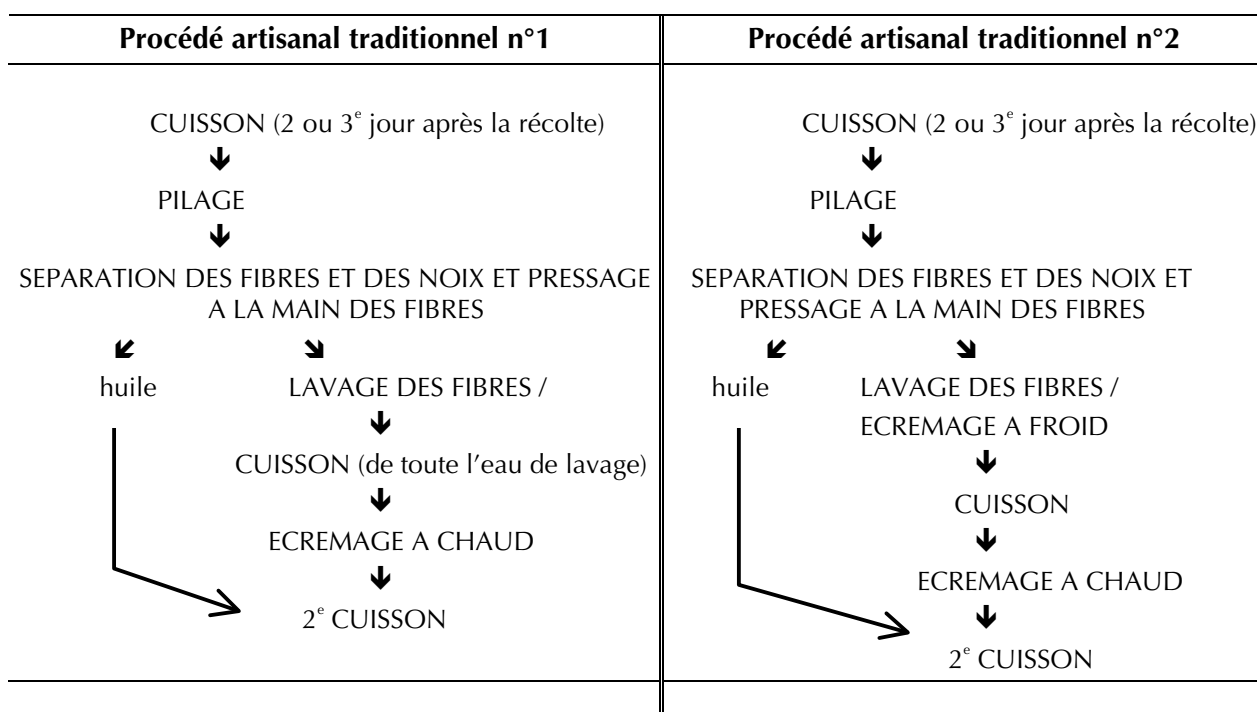 Procédé artisanal traditionnel n°1
CUISSON (2 ou 3e jour après la récolte)
PILAGE
SEPARATION DES FIBRES ET DES NOIX ET PRESSAGE
A LA MAIN DES FIBRES
huile
LAVAGE DES FIBRES /
CUISSON (de toute l'eau de lavage)
ECREMAGE A CHAUD
2e CUISSON
Procédé artisanal traditionnel n°2
CUISSON (2 ou 3e jour après la récolte)
PILAGE
SEPARATION DES FIBRES ET DES NOIX ET
PRESSAGE A LA MAIN DES FIBRES
huile
LAVAGE DES FIBRES /
ECREMAGE A FROID
CUISSON
ECREMAGE A CHAUD
2e CUISSON